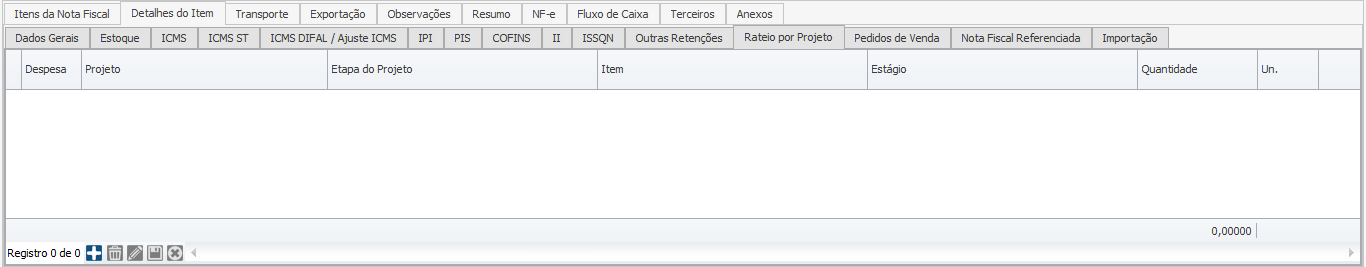 Itens da Nota Fiscal Detalhes do Item Transporte Exportação Observações Resumo NF-e Fluxo de Caixa Terceiros Anexos
Dados Gerais Estoque ICMS ICMS ST ICMS DIFAL / Ajuste ICMS IPI PIS COFINS II ISSQN Outras Retenções Rateio por Projeto Pedidos de Venda Nota Fiscal Referenciada Importação
Despesa Projeto Etapa do Projeto Item Estágio Quantidade Un.
0,00000
Registro 0 de 0